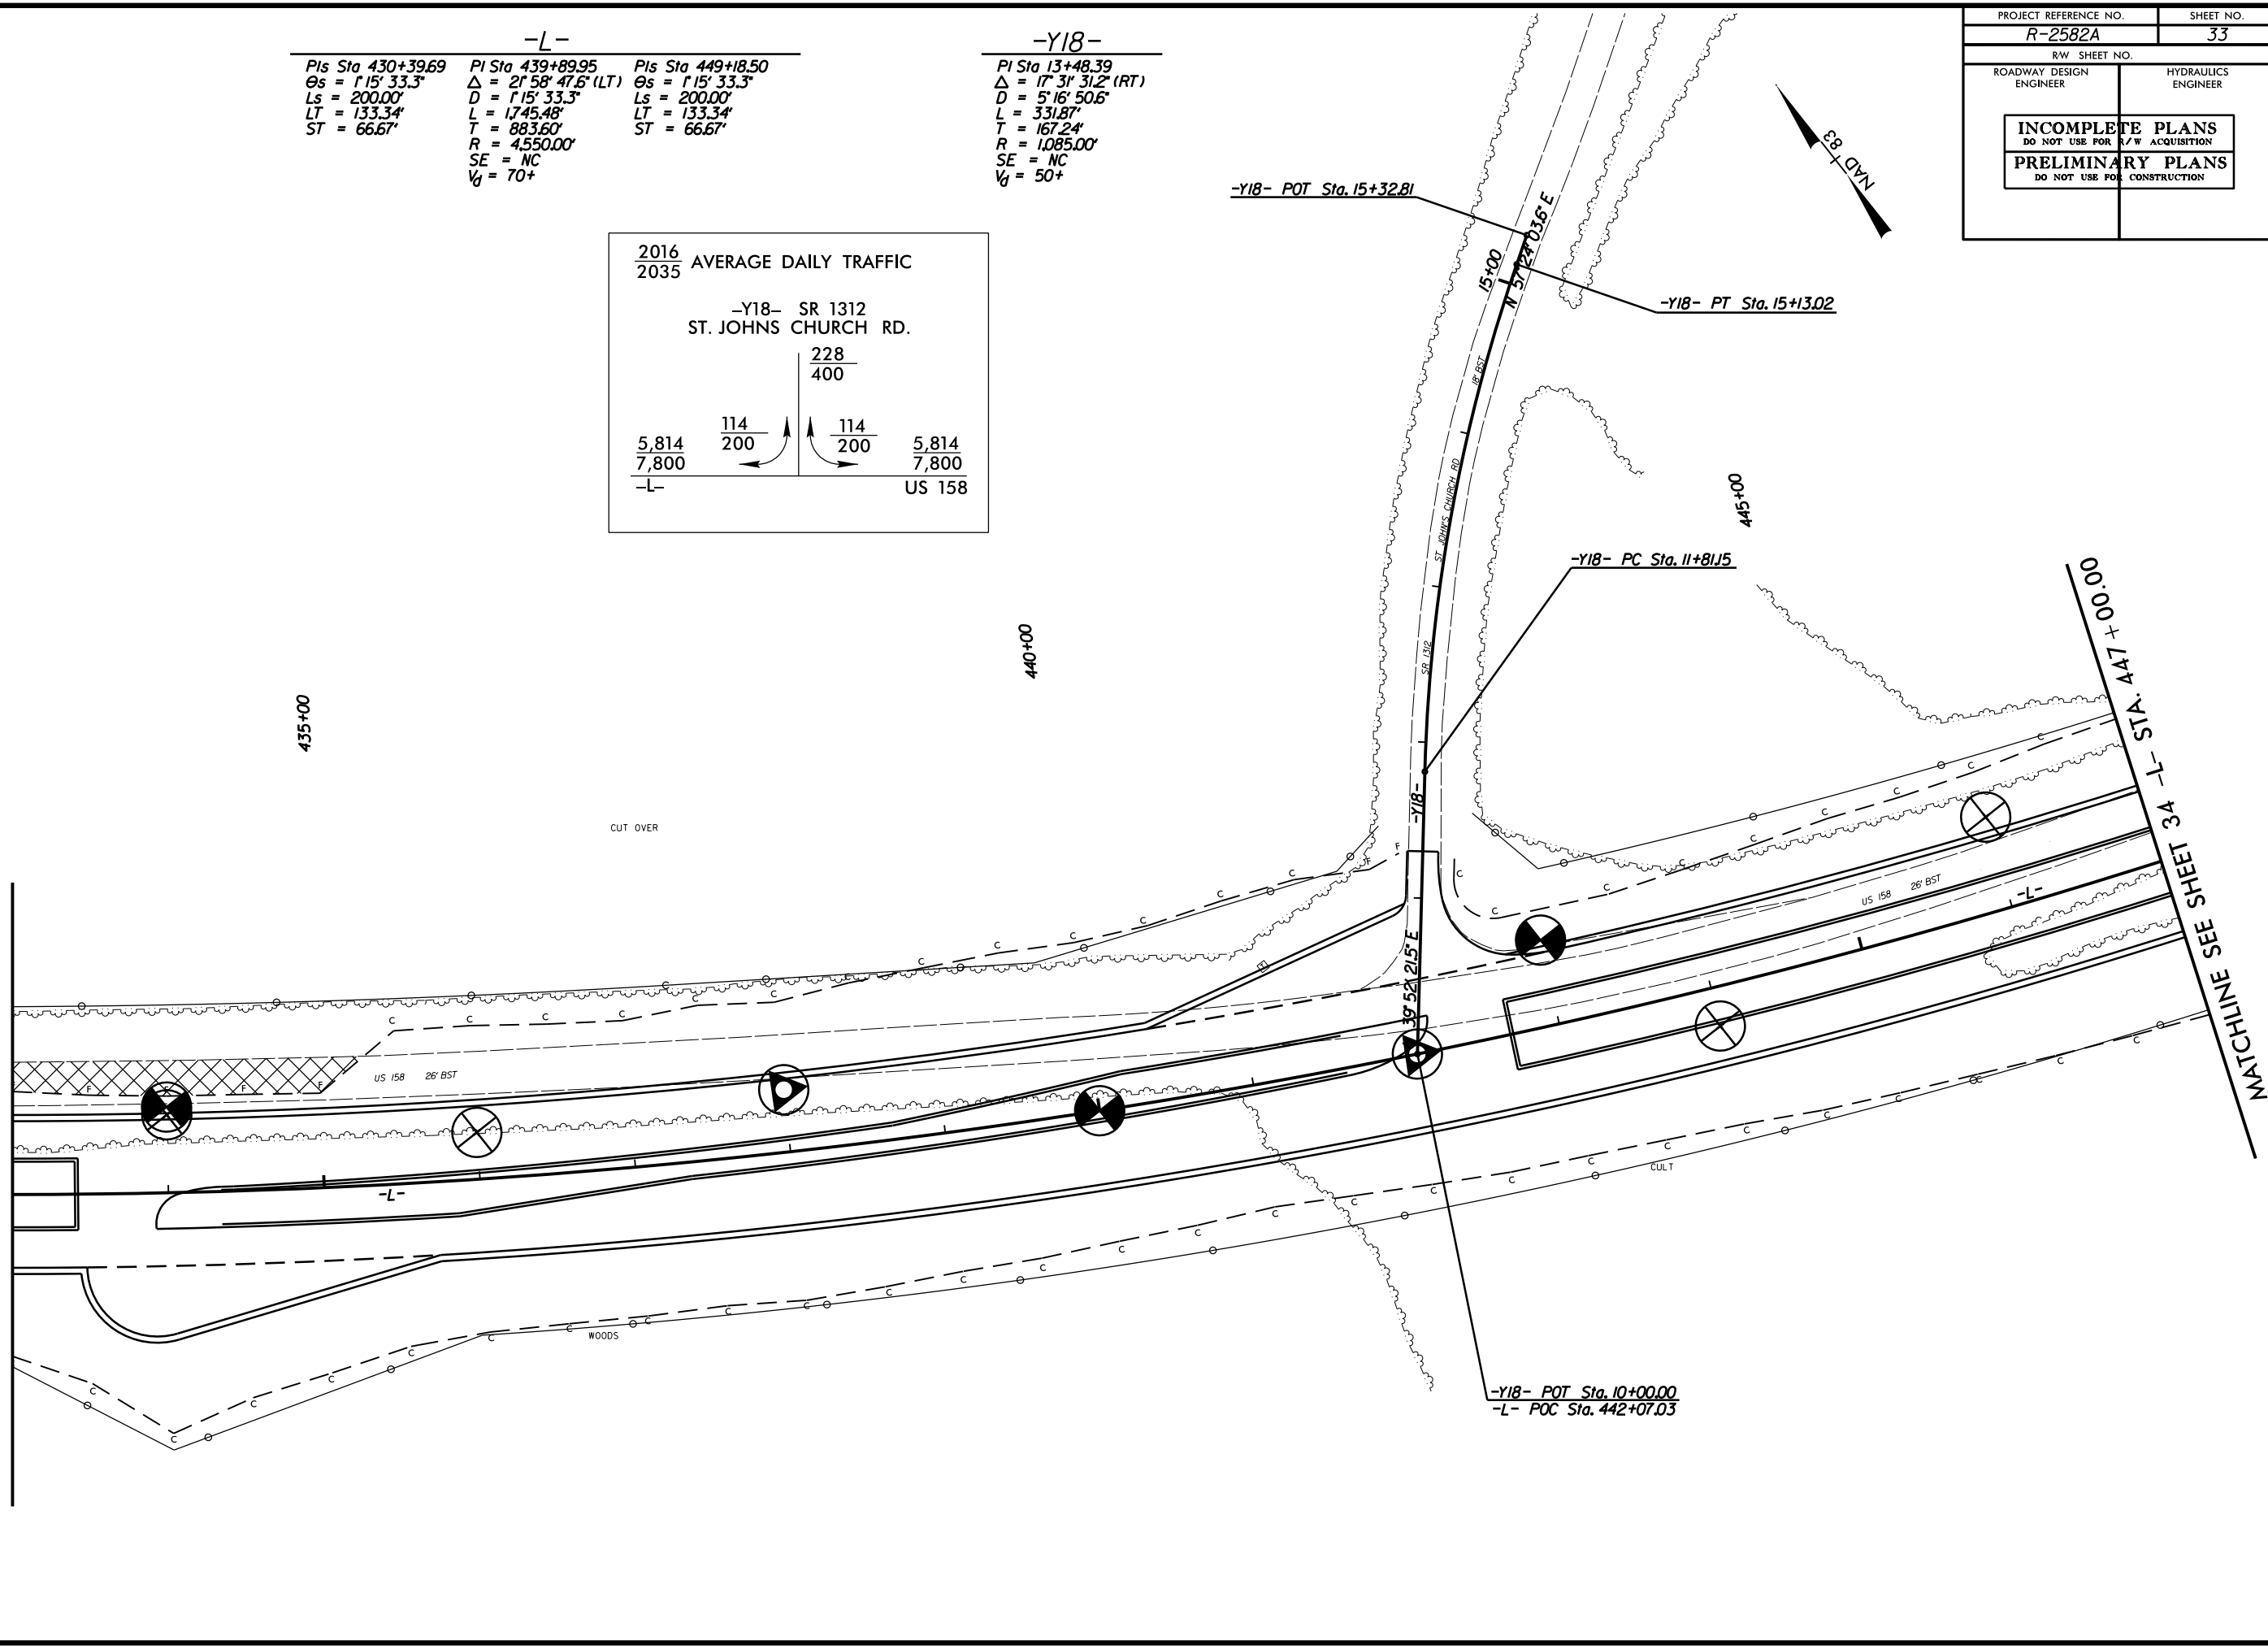 PROJECT REFERENCE NO. SHEET NO.
R-2582A 33
R/W SHEET NO.
ROADWAY DESIGN ENGINEER
HYDRAULICS ENGINEER
INCOMPLETE PLANS
DO NOT USE FOR R/W ACQUISITION
PRELIMINARY PLANS
DO NOT USE FOR CONSTRUCTION
-L-
PIs Sta 430+39.69
Θs = 1° 15' 33.3"
Ls = 200.00'
LT = 133.34'
ST = 66.67'
PI Sta 439+89.95
Δ = 21° 58' 47.6" (LT)
D = 1° 15' 33.3"
L = 1,745.48'
T = 883.60'
R = 4,550.00'
SE = NC
Vd = 70+
PIs Sta 449+18.50
Θs = 1° 15' 33.3"
Ls = 200.00'
LT = 133.34'
ST = 66.67'
-Y18-
PI Sta 13+48.39
Δ = 17° 31' 31.2" (RT)
D = 5° 16' 50.6"
L = 331.87'
T = 167.24'
R = 1,085.00'
SE = NC
Vd = 50+
NAD 83
2016
2035
AVERAGE DAILY TRAFFIC
-Y18- SR 1312
ST. JOHNS CHURCH RD.
228
400
114
200
114
200
5,814
7,800
5,814
7,800
-L-
US 158
-Y18- POT Sta. 15+32.81
15+00
N 57° 24' 03.6" E
-Y18- PT Sta. 15+13.02
18' BST
ST JOHN'S CHURCH RD
SR 1312
-Y18- PC Sta. 11+81.15
445+00
440+00
435+00
-Y18-
39° 52' 21.5" E
CUT OVER
US 158 26' BST
US 158 26' BST
-L-
-L-
CULT
WOODS
-Y18- POT Sta. 10+00.00
-L- POC Sta. 442+07.03
MATCHLINE SEE SHEET 34 -L- STA. 447+00.00